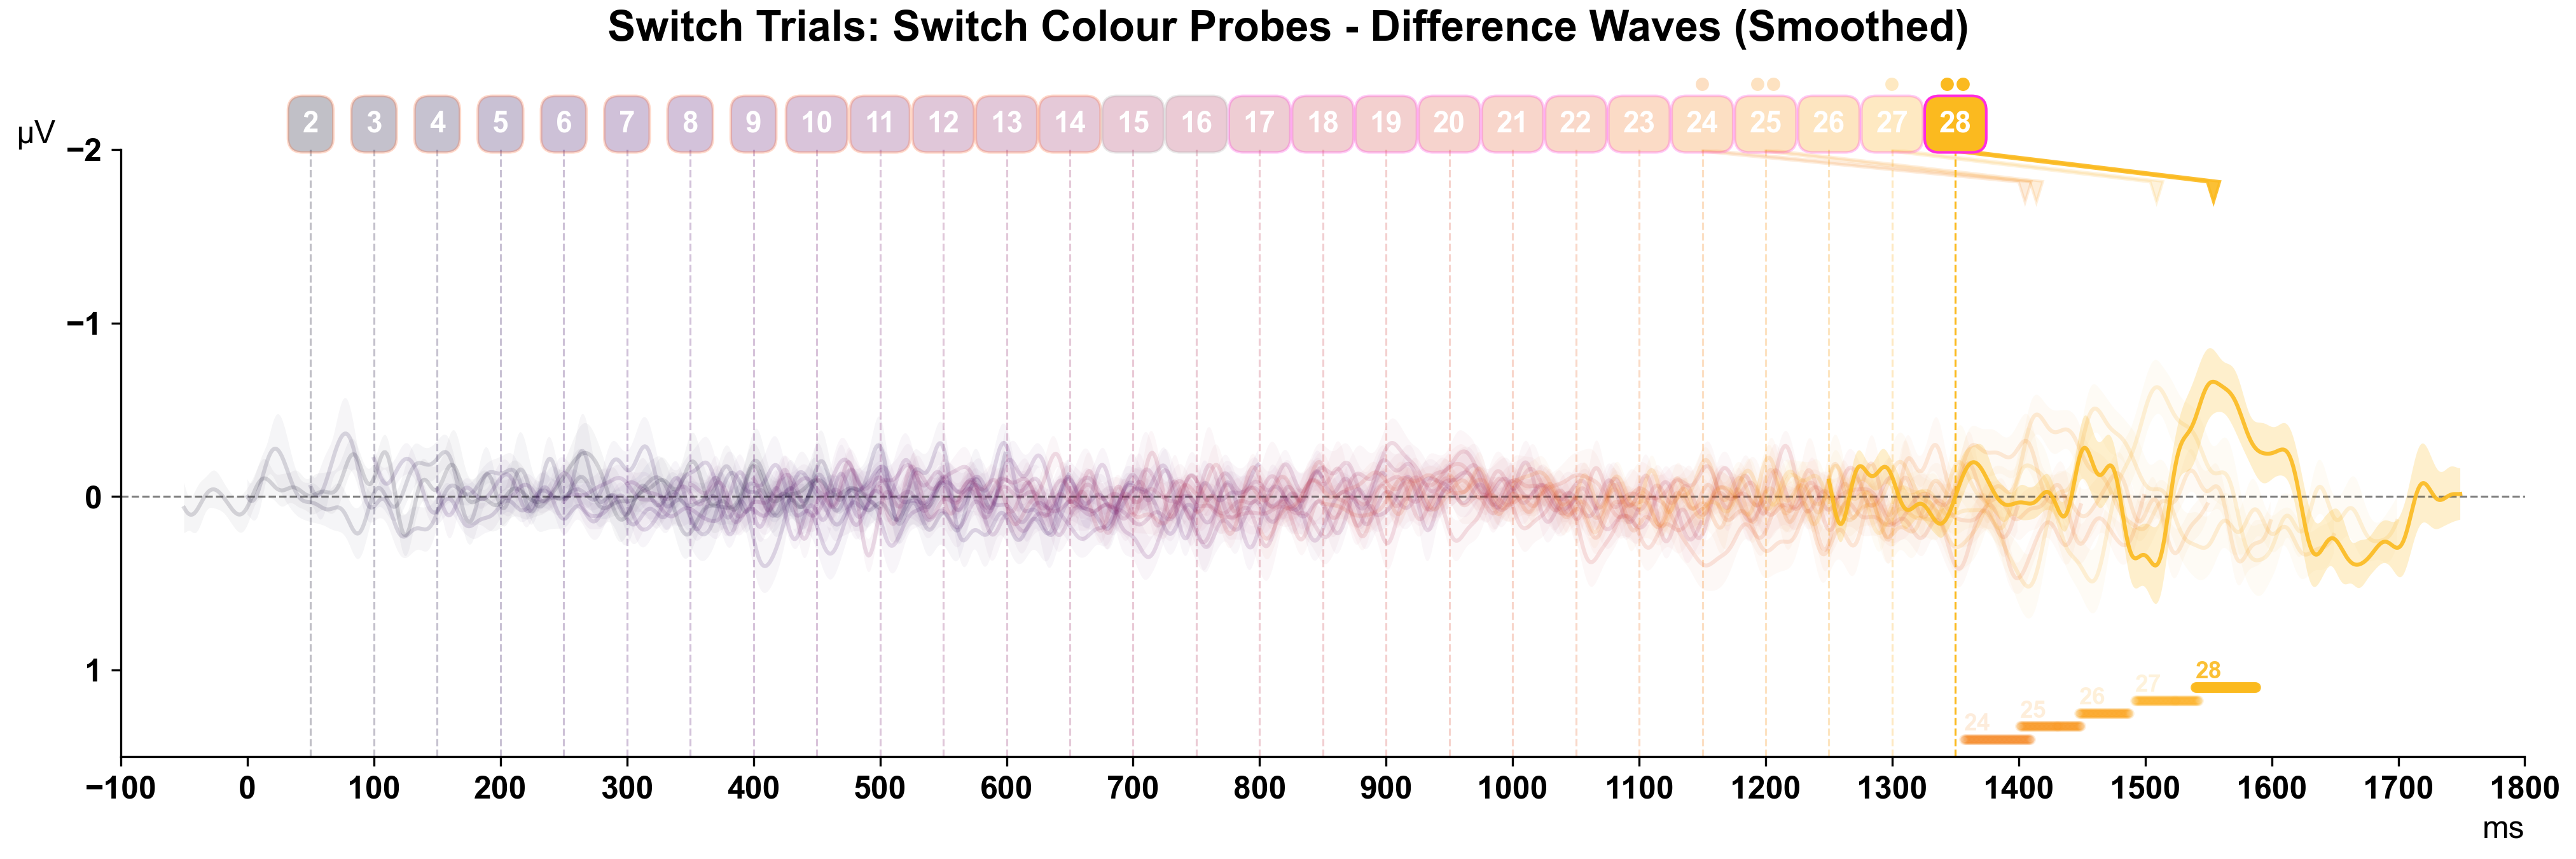 Switch Trials: Switch Colour Probes - Difference Waves (Smoothed)
2 3 4 5 6 7 8 9 10 11 12 13 14 15 16 17 18 19 20 21 22 23 24 25 26 27 28
µV
−2
−1
0
1
28
27
26
25
24
−100 0 100 200 300 400 500 600 700 800 900 1000 1100 1200 1300 1400 1500 1600 1700 1800
ms